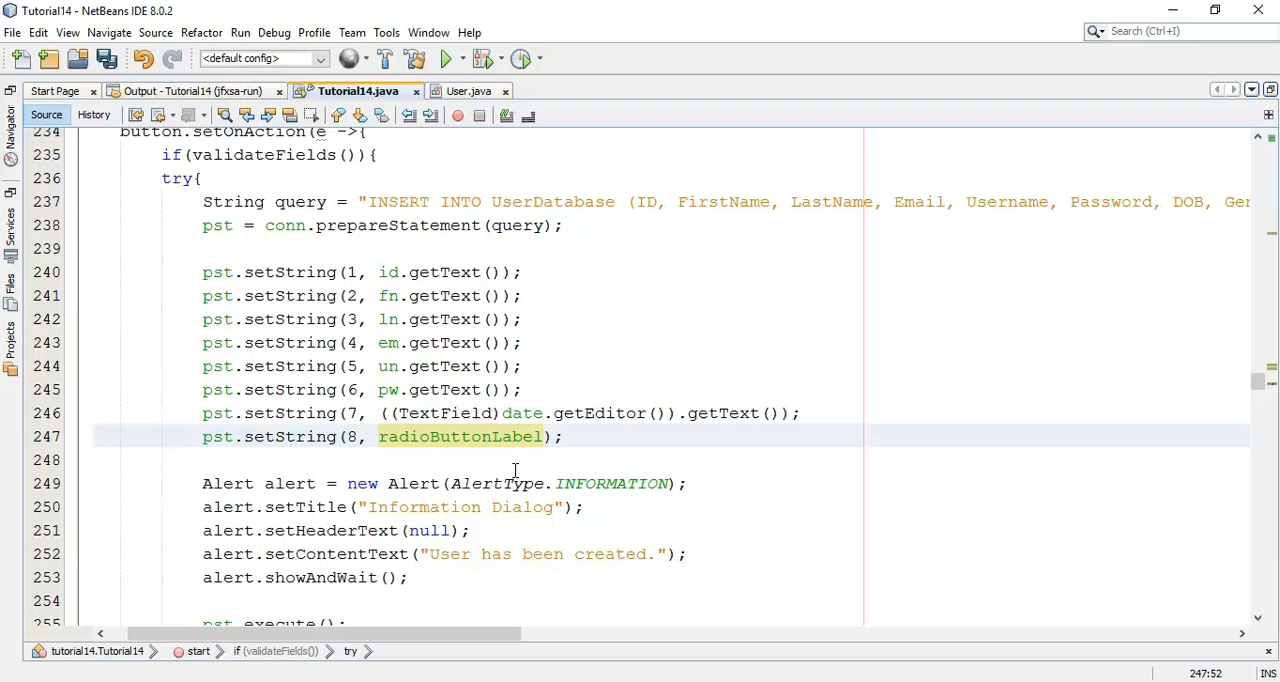 Tutorial14 - NetBeans IDE 8.0.2
File Edit View Navigate Source Refactor Run Debug Profile Team Tools Window Help
Search (Ctrl+I)
<default config>
Start Page Output - Tutorial14 (jfxsa-run) Tutorial14.java User.java
Source History
Navigator
Services
Files
Projects
234 button.setOnAction(e ->{
235 if(validateFields()){
236 try{
237 String query = "INSERT INTO UserDatabase (ID, FirstName, LastName, Email, Username, Password, DOB, Ger
238 pst = conn.prepareStatement(query);
239
240 pst.setString(1, id.getText());
241 pst.setString(2, fn.getText());
242 pst.setString(3, ln.getText());
243 pst.setString(4, em.getText());
244 pst.setString(5, un.getText());
245 pst.setString(6, pw.getText());
246 pst.setString(7, ((TextField)date.getEditor()).getText());
247 pst.setString(8, radioButtonLabel);
248
249 Alert alert = new Alert(AlertType.INFORMATION);
250 alert.setTitle("Information Dialog");
251 alert.setHeaderText(null);
252 alert.setContentText("User has been created.");
253 alert.showAndWait();
254
255 pst.execute();
tutorial14.Tutorial14 start if (validateFields()) try
247:52 INS